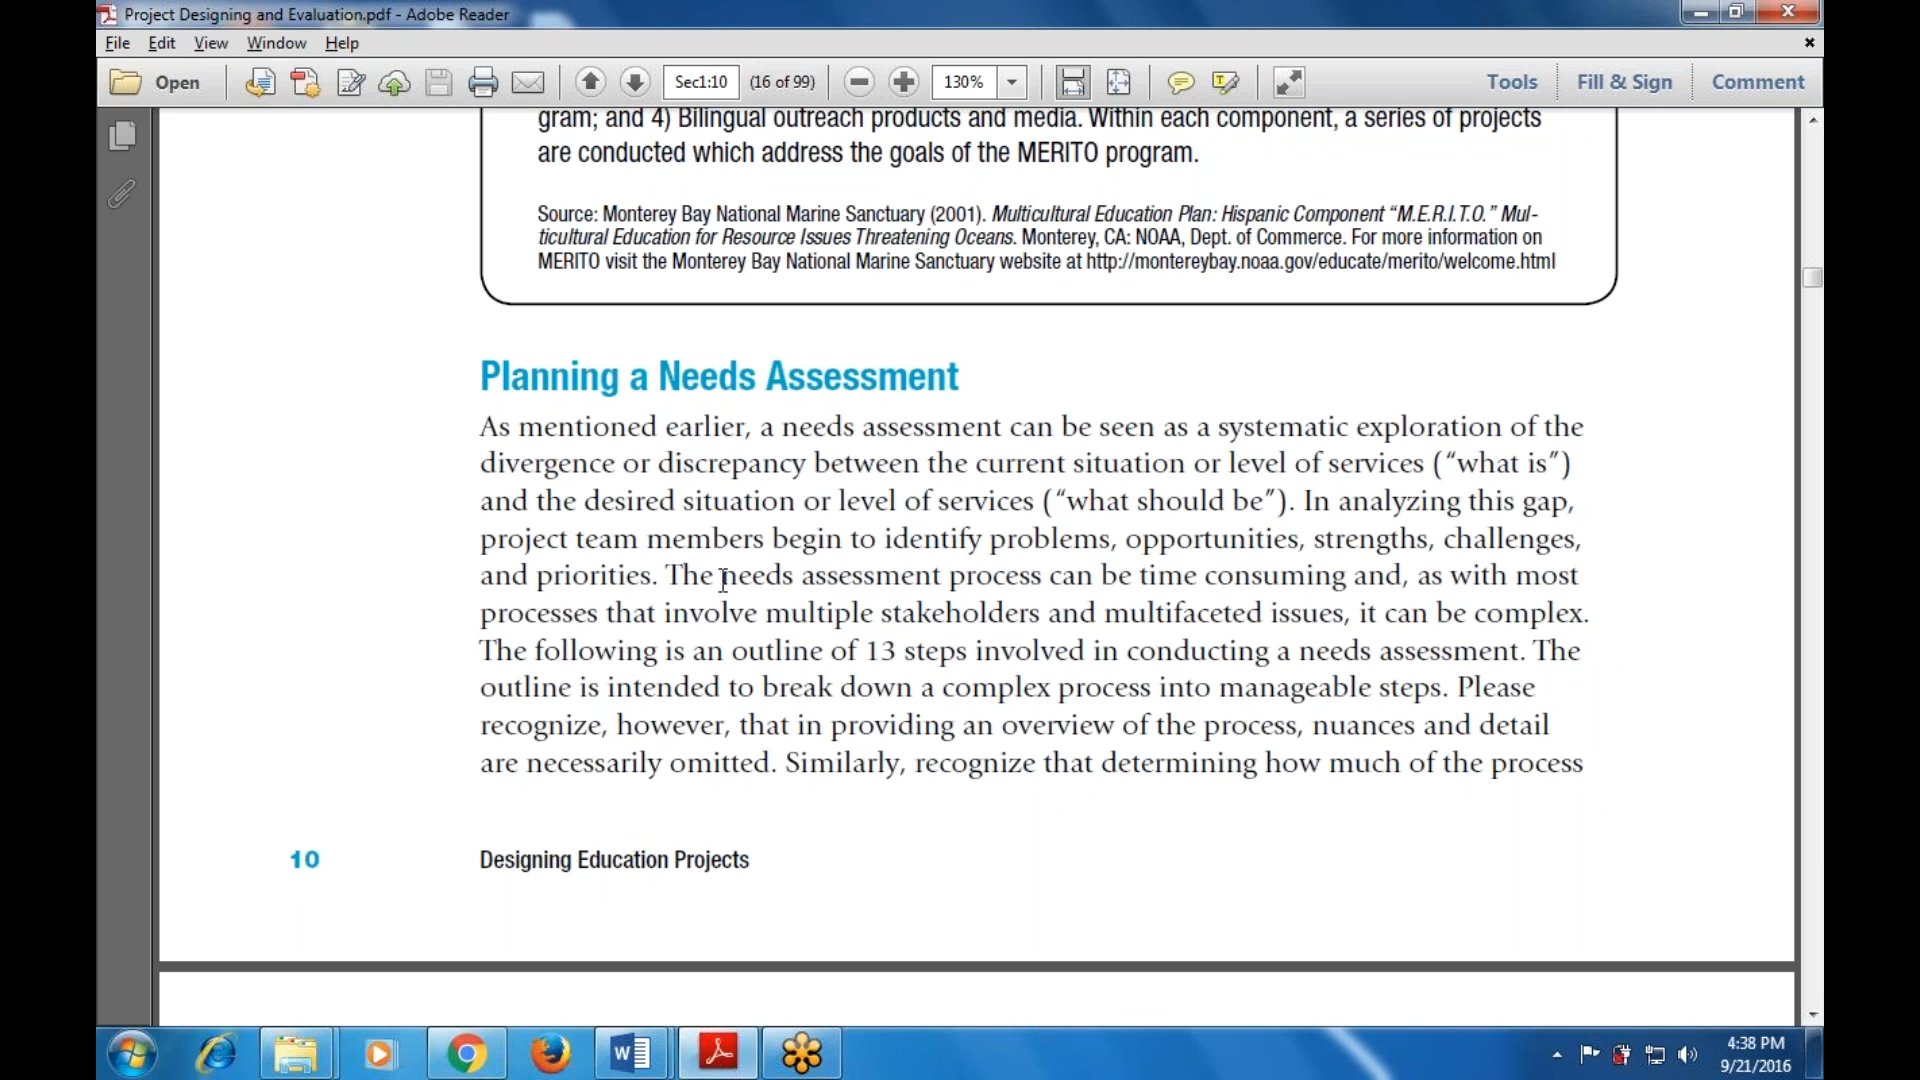 Project Designing and Evaluation.pdf - Adobe Reader
File Edit View Window Help
Open Sec1:10 (16 of 99) 130% Tools Fill & Sign Comment
gram; and 4) Bilingual outreach products and media. Within each component, a series of projects
are conducted which address the goals of the MERITO program.
Source: Monterey Bay National Marine Sanctuary (2001). Multicultural Education Plan: Hispanic Component “M.E.R.I.T.O.” Mul-
ticultural Education for Resource Issues Threatening Oceans. Monterey, CA: NOAA, Dept. of Commerce. For more information on
MERITO visit the Monterey Bay National Marine Sanctuary website at http://montereybay.noaa.gov/educate/merito/welcome.html
Planning a Needs Assessment
As mentioned earlier, a needs assessment can be seen as a systematic exploration of the
divergence or discrepancy between the current situation or level of services (“what is”)
and the desired situation or level of services (“what should be”). In analyzing this gap,
project team members begin to identify problems, opportunities, strengths, challenges,
and priorities. The needs assessment process can be time consuming and, as with most
processes that involve multiple stakeholders and multifaceted issues, it can be complex.
The following is an outline of 13 steps involved in conducting a needs assessment. The
outline is intended to break down a complex process into manageable steps. Please
recognize, however, that in providing an overview of the process, nuances and detail
are necessarily omitted. Similarly, recognize that determining how much of the process
10 Designing Education Projects
4:38 PM
9/21/2016